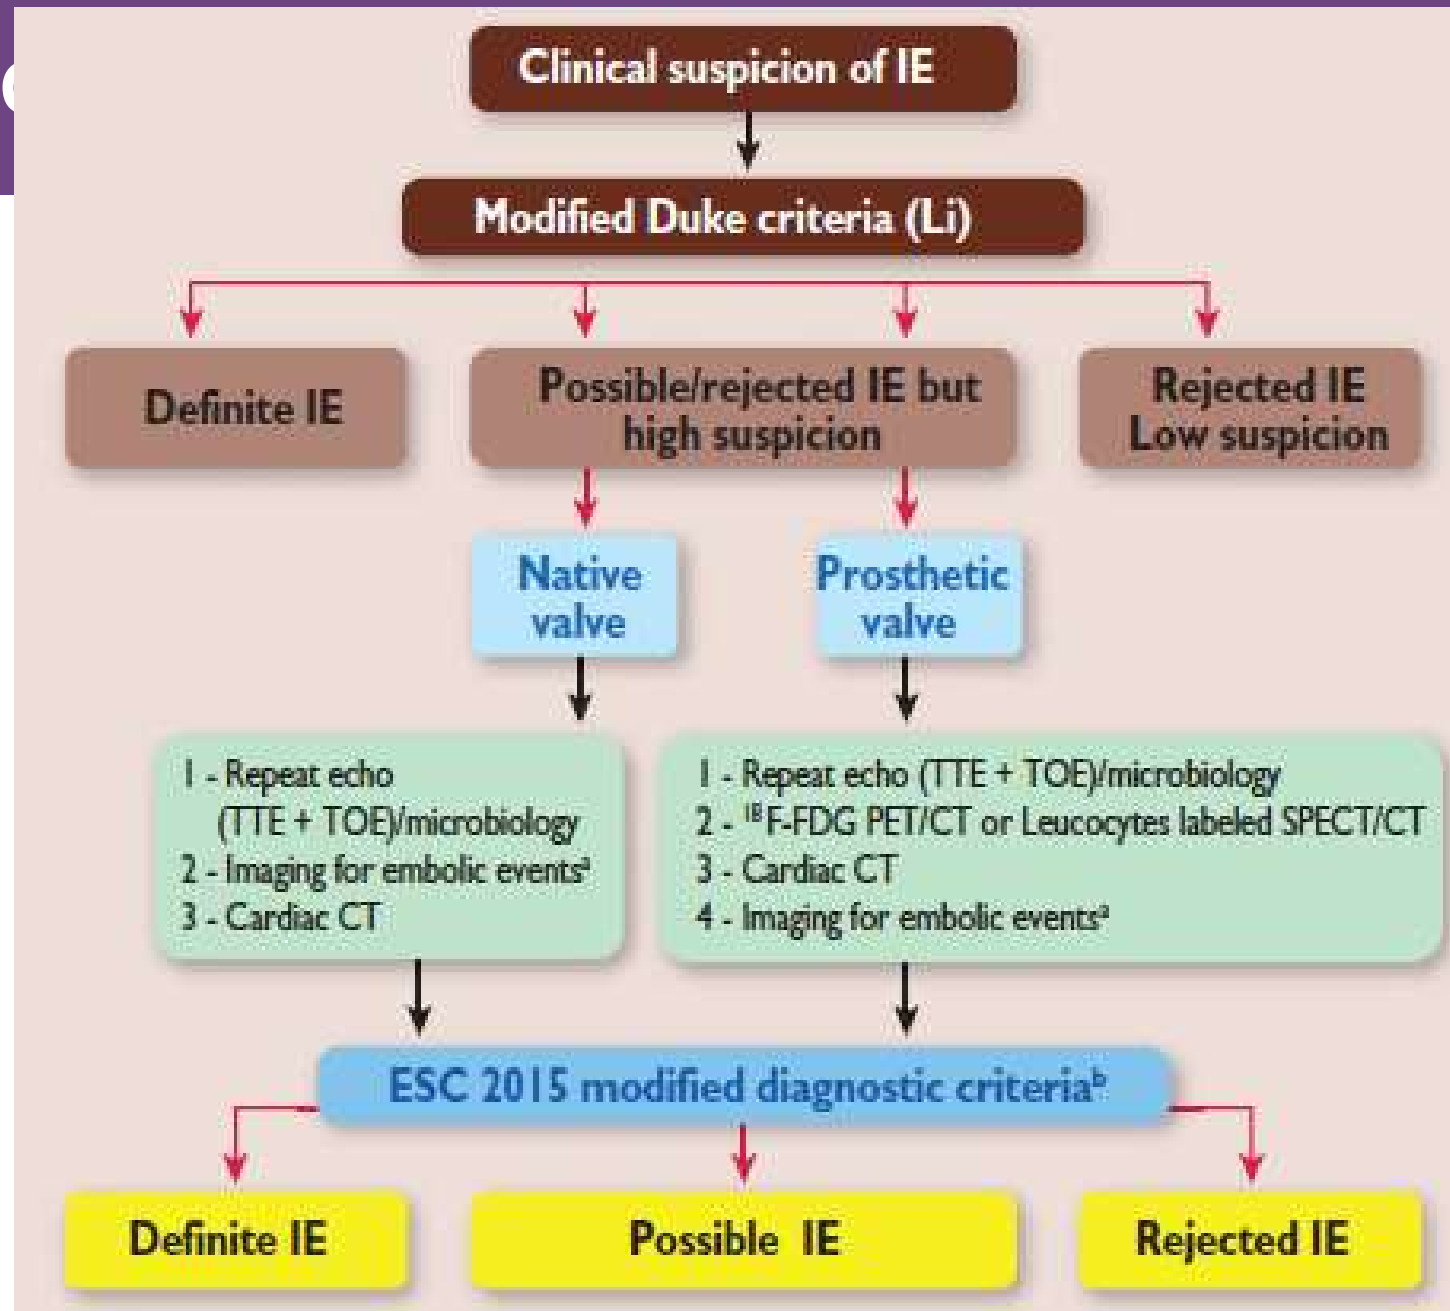 Clinical suspicion of IE
Modified Duke criteria (Li)
Definite IE
Possible/rejected IE but
high suspicion
Rejected IE
Low suspicion
Native
valve
Prosthetic
valve
1 - Repeat echo
(TTE + TOE)/microbiology
2 - Imaging for embolic eventsª
3 - Cardiac CT
1 - Repeat echo (TTE + TOE)/microbiology
2 - ¹⁸F-FDG PET/CT or Leucocytes labeled SPECT/CT
3 - Cardiac CT
4 - Imaging for embolic eventsª
ESC 2015 modified diagnostic criteriaᵇ
Definite IE
Possible IE
Rejected IE